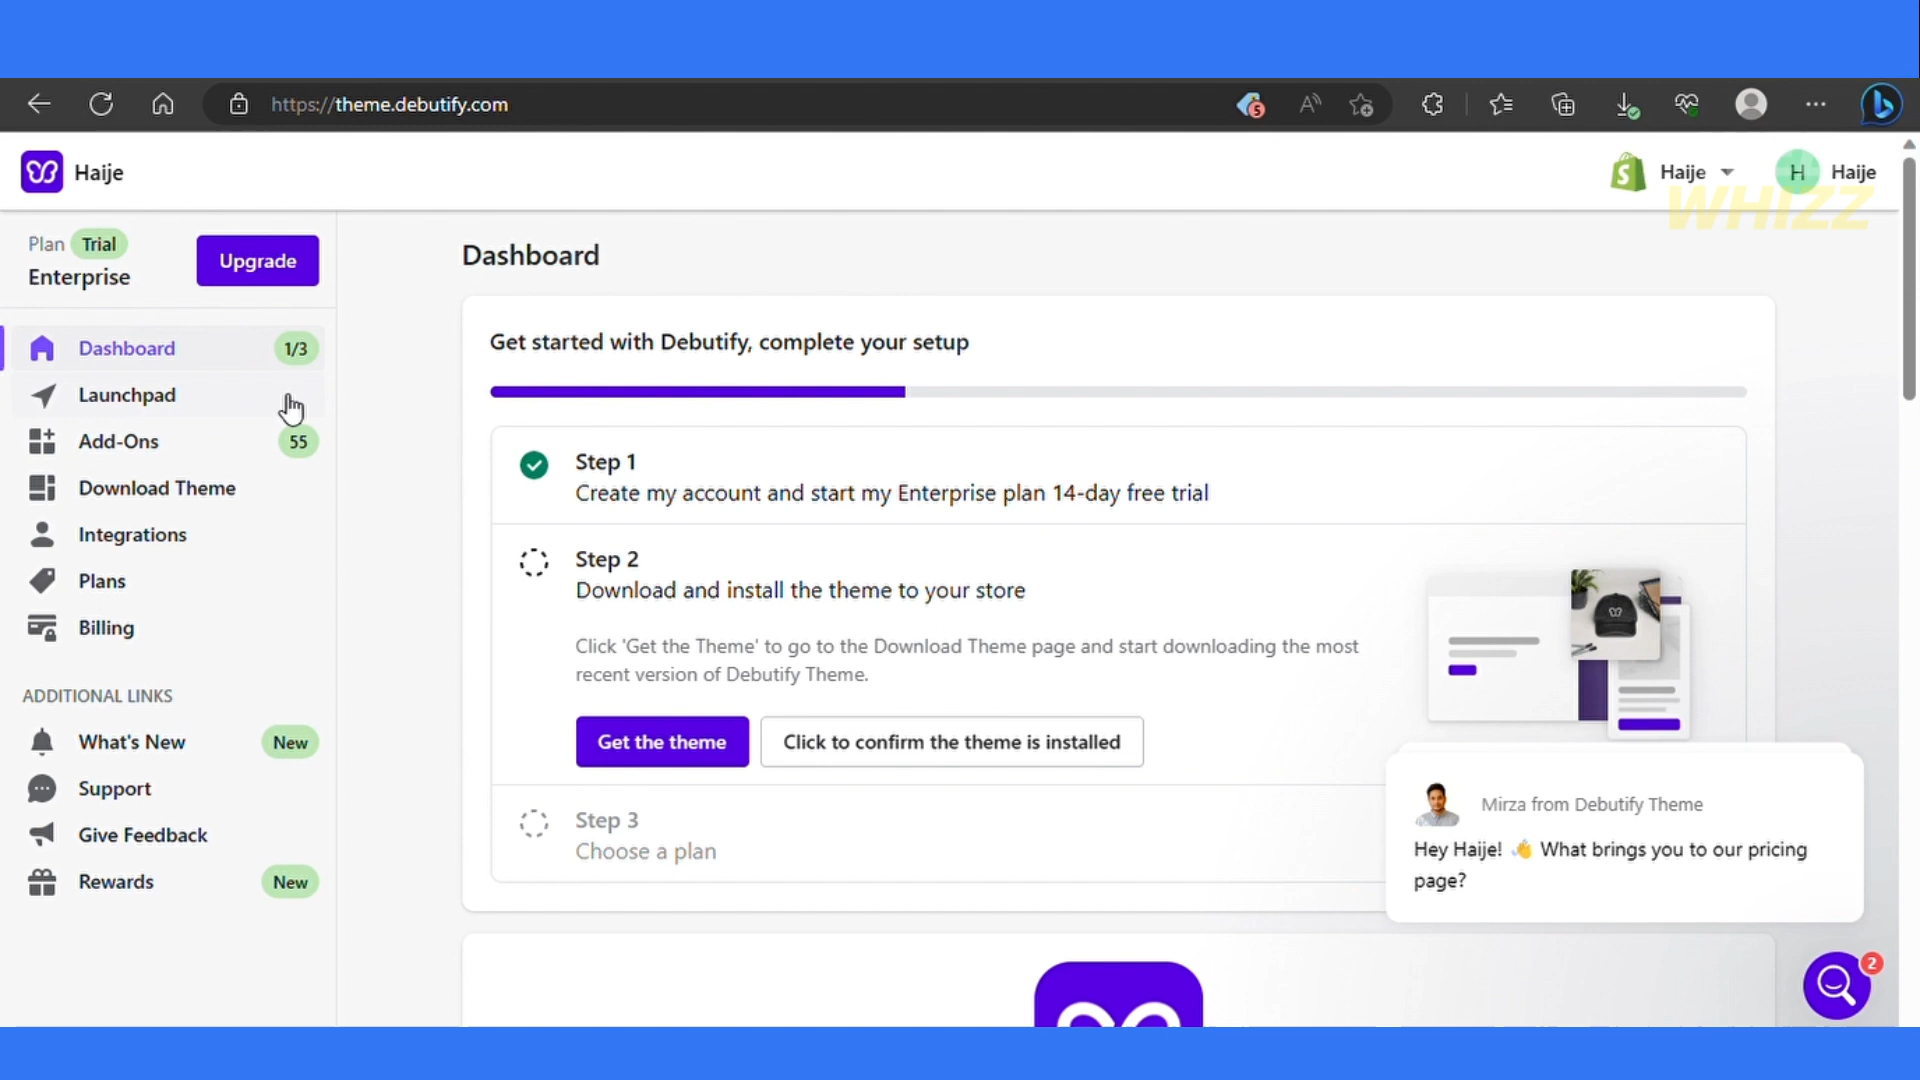 https://theme.debutify.com
5
Haije
Haije
H
Haije
WHIZZ
Plan Trial
Enterprise
Upgrade
Dashboard
1/3
Launchpad
Add-Ons
55
Download Theme
Integrations
Plans
Billing
ADDITIONAL LINKS
What's New
New
Support
Give Feedback
Rewards
New
Dashboard
Get started with Debutify, complete your setup
Step 1
Create my account and start my Enterprise plan 14-day free trial
Step 2
Download and install the theme to your store
Click 'Get the Theme' to go to the Download Theme page and start downloading the most
recent version of Debutify Theme.
Get the theme
Click to confirm the theme is installed
Step 3
Choose a plan
Mirza from Debutify Theme
Hey Haije! 👋 What brings you to our pricing
page?
2